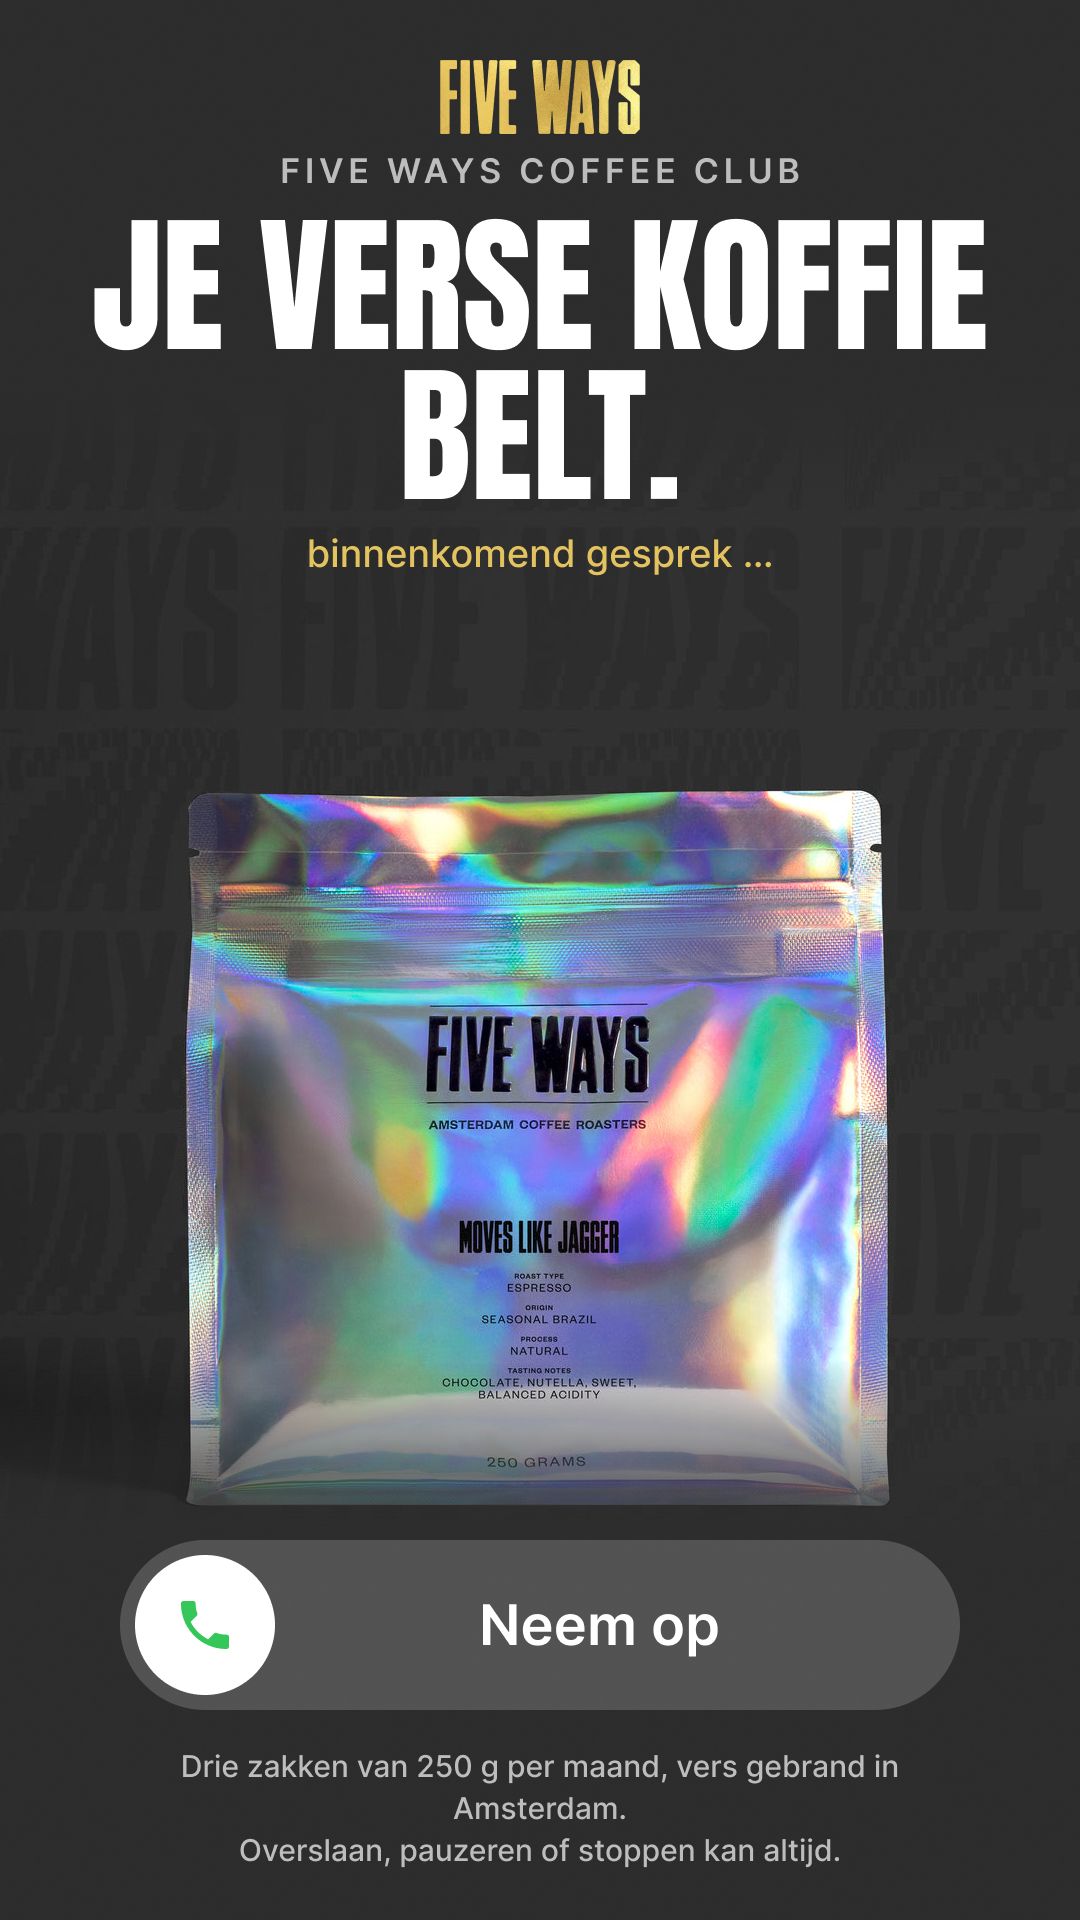 FIVE WAYS
FIVE WAYS COFFEE CLUB
JE VERSE KOFFIE
BELT.
binnenkomend gesprek ...
FIVE WAYS
AMSTERDAM COFFEE ROASTERS
MOVES LIKE JAGGER
ROAST TYPE
ESPRESSO
ORIGIN
SEASONAL BRAZIL
PROCESS
NATURAL
TASTING NOTES
CHOCOLATE, NUTELLA, SWEET,
BALANCED ACIDITY
250 GRAMS
Neem op
Drie zakken van 250 g per maand, vers gebrand in
Amsterdam.
Overslaan, pauzeren of stoppen kan altijd.